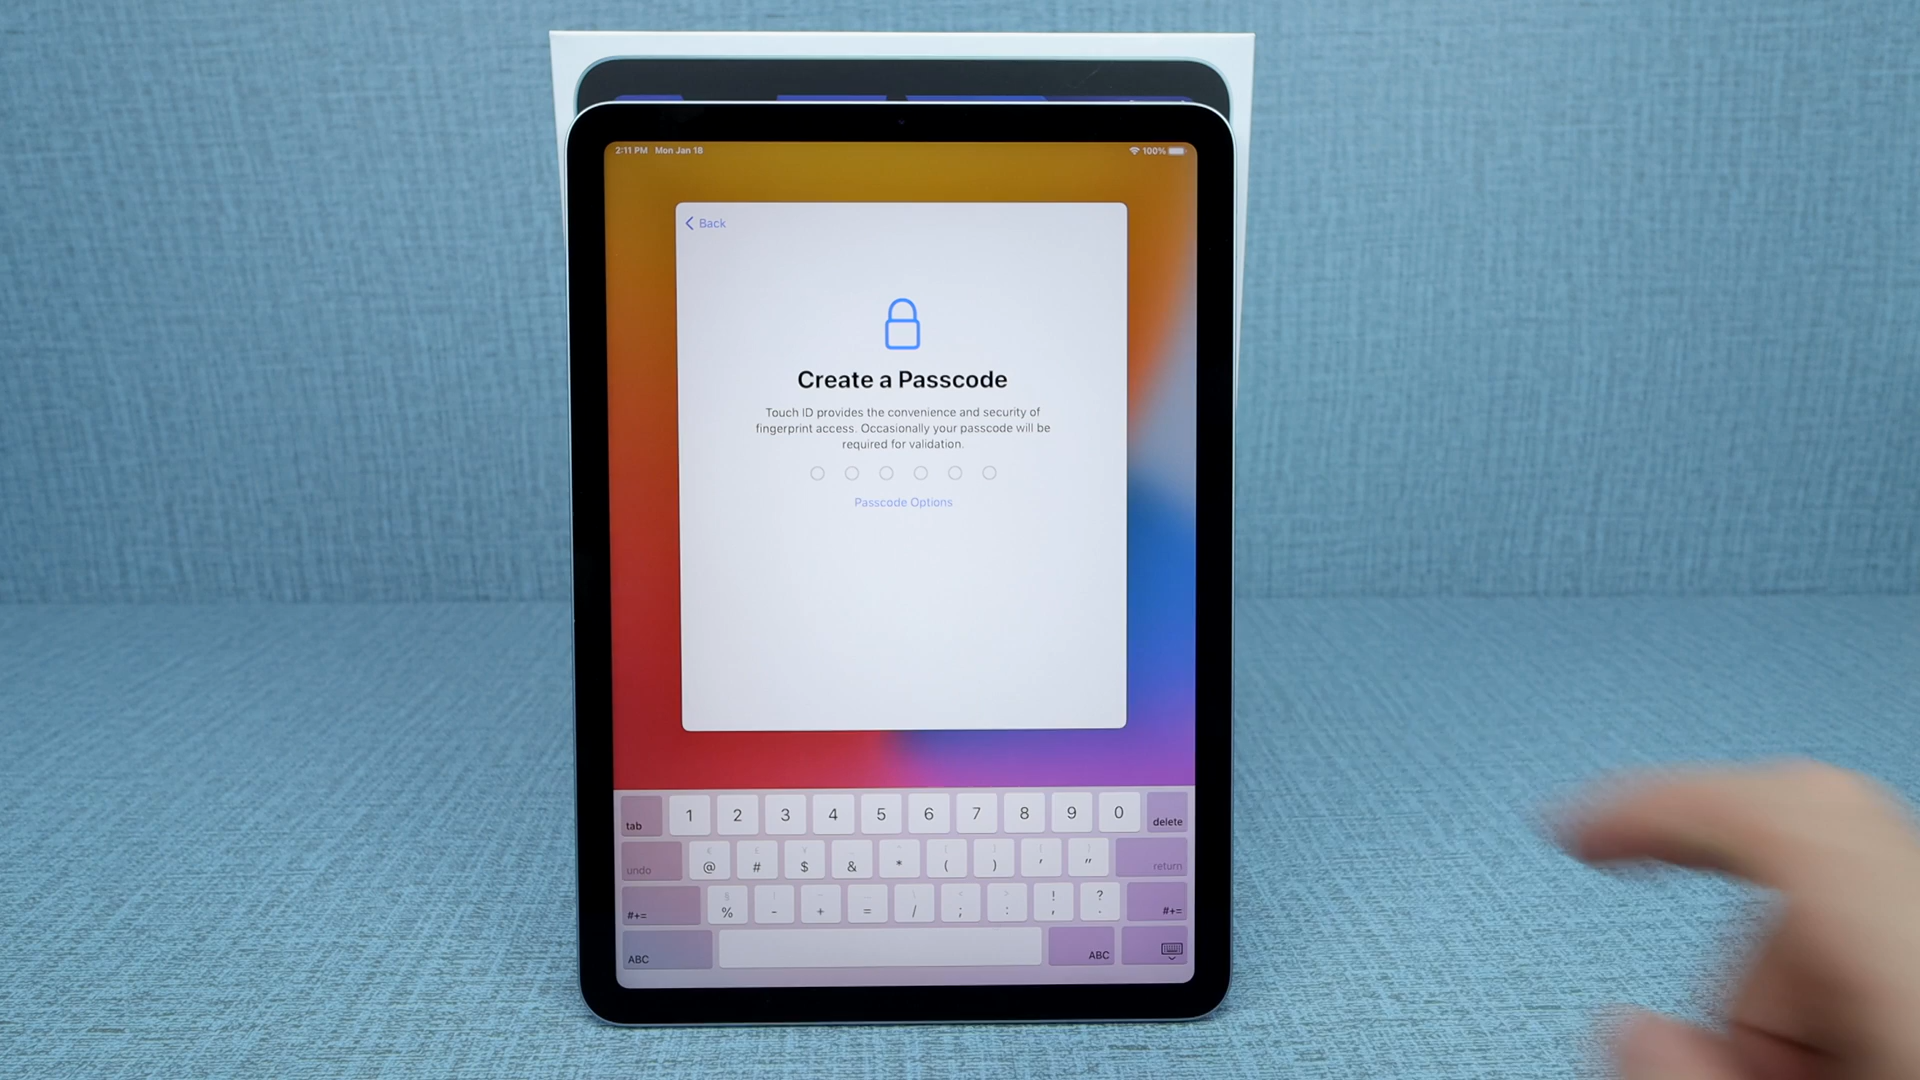 2:11 PM Mon Jan 18
100%
Back
Create a Passcode
Touch ID provides the convenience and security of
fingerprint access. Occasionally your passcode will be
required for validation.
Passcode Options
tab 1 2 3 4 5 6 7 8 9 0 delete
undo @ # $ & * ( ) ' " return
#+= % - + = / ; : ! , ? . #+=
ABC ABC